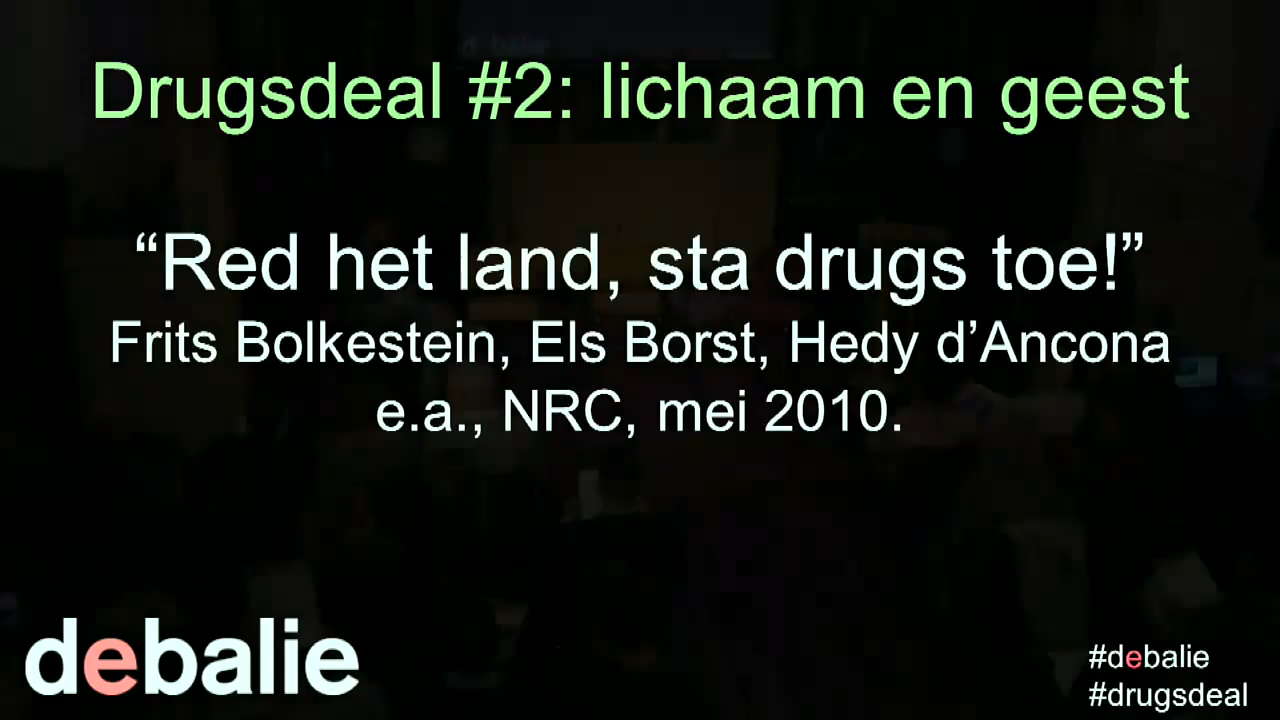 Drugsdeal #2: lichaam en geest
“Red het land, sta drugs toe!”
Frits Bolkestein, Els Borst, Hedy d’Ancona
e.a., NRC, mei 2010.
debalie
#debalie
#drugsdeal